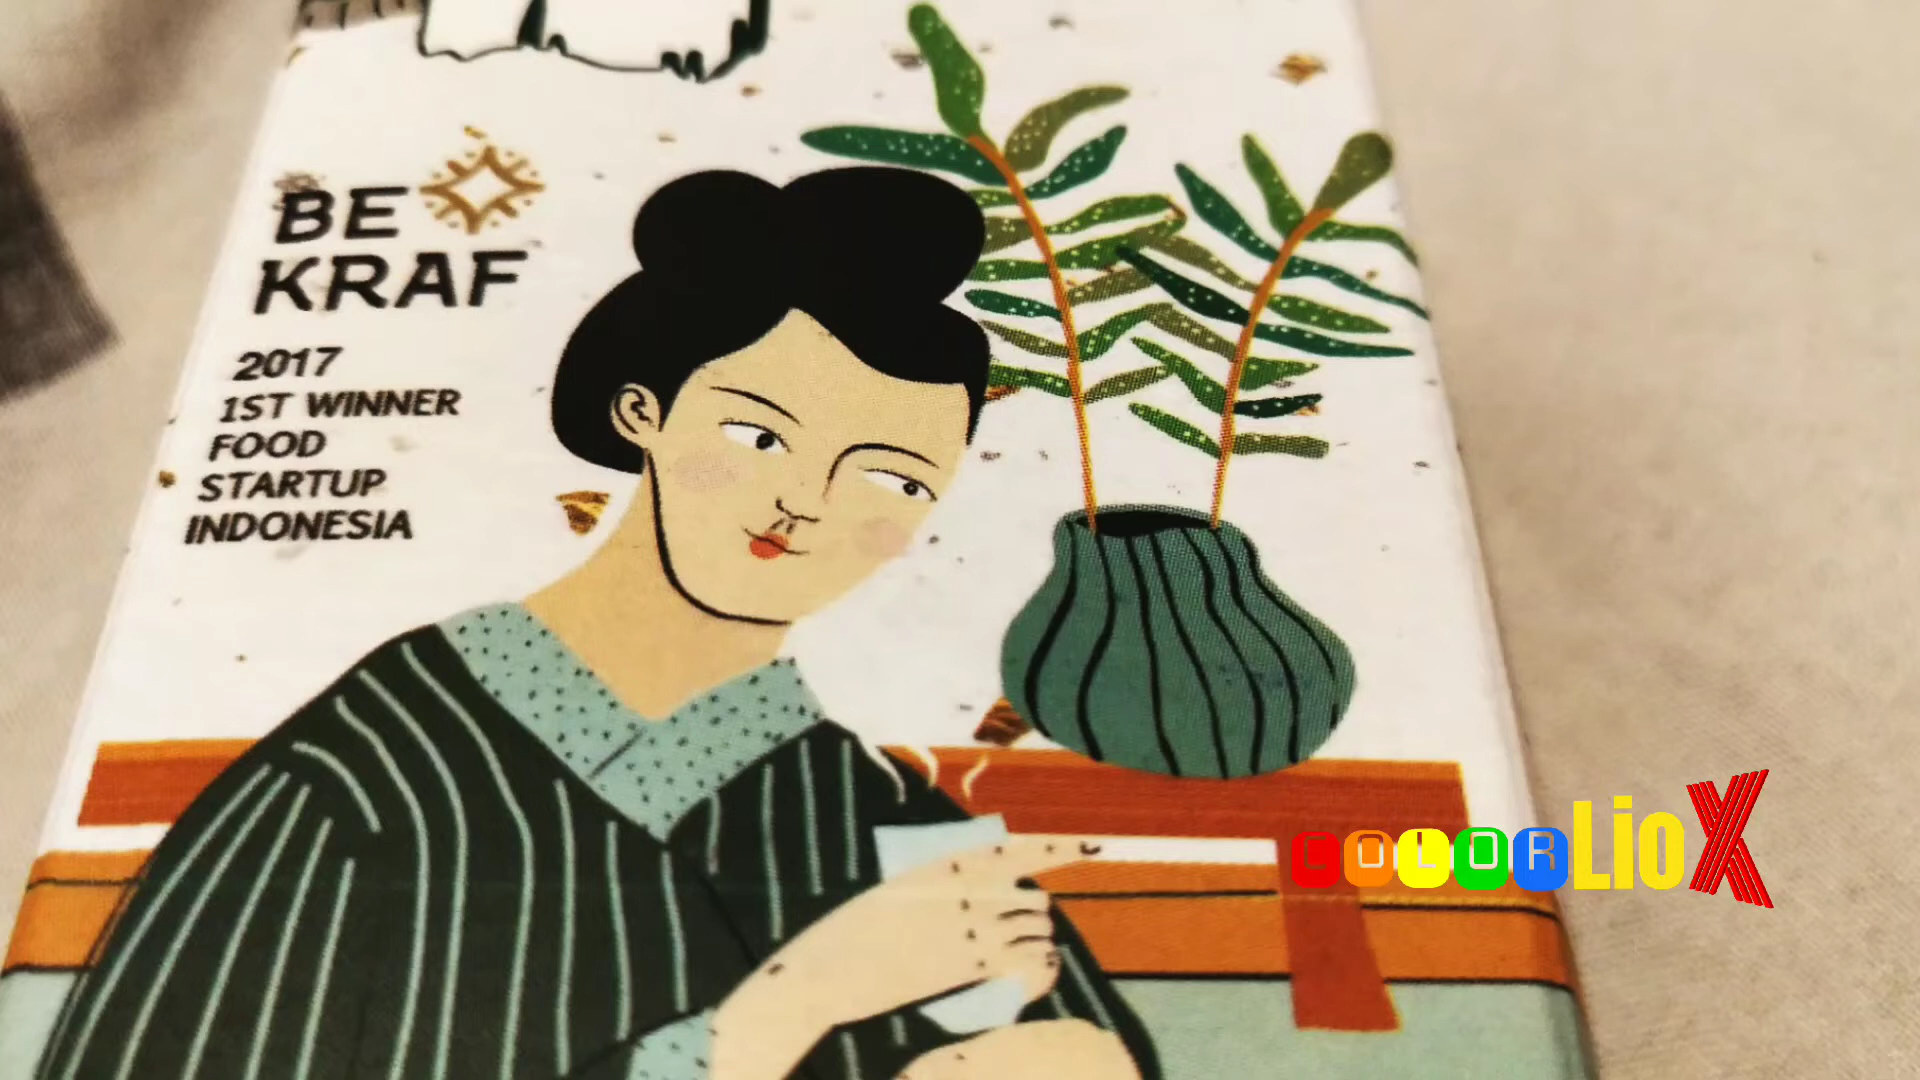 BE
KRAF
2017
1ST WINNER
FOOD
STARTUP
INDONESIA
COLORLioX